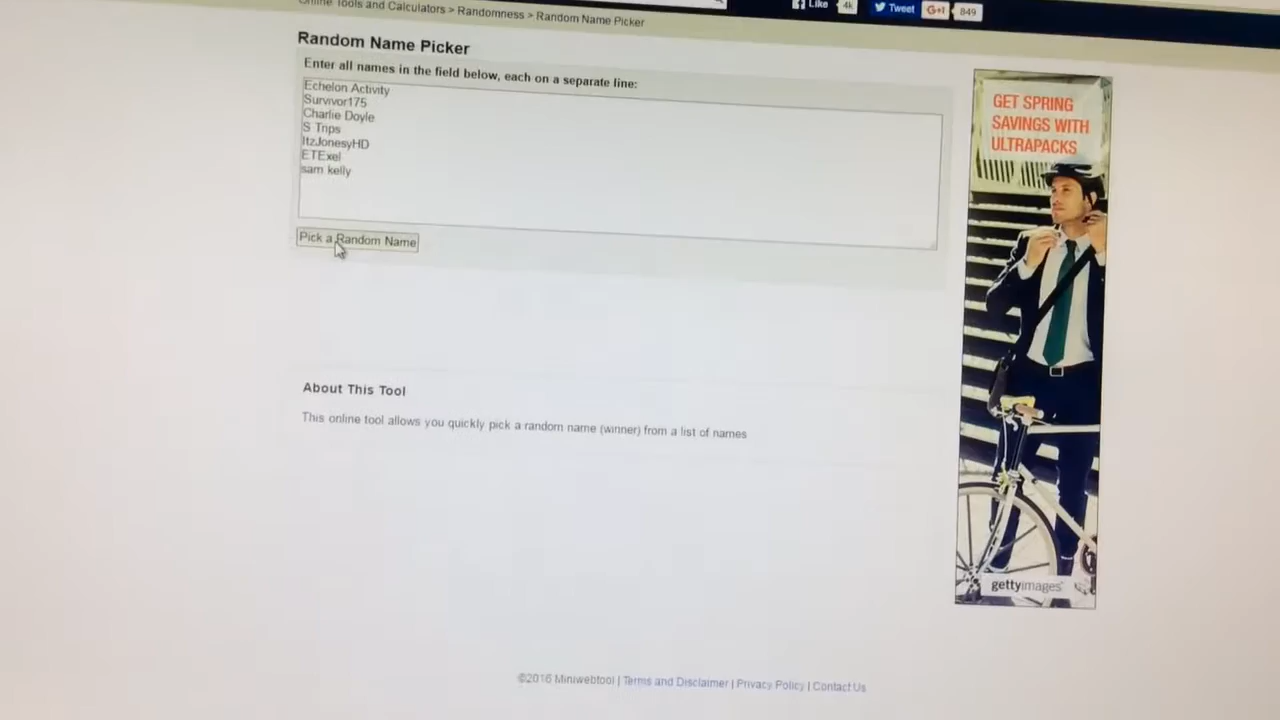 Online Tools and Calculators > Randomness > Random Name Picker
Like 4k Tweet G+1 849
Random Name Picker
Enter all names in the field below, each on a separate line:
Echelon Activity
Survivor175
Charlie Doyle
S Trips
ItzJonesyHD
ETExel
sam kelly
Pick a Random Name
About This Tool
This online tool allows you quickly pick a random name (winner) from a list of names
GET SPRING
SAVINGS WITH
ULTRAPACKS
gettyimages
©2016 Miniwebtool | Terms and Disclaimer | Privacy Policy | Contact Us